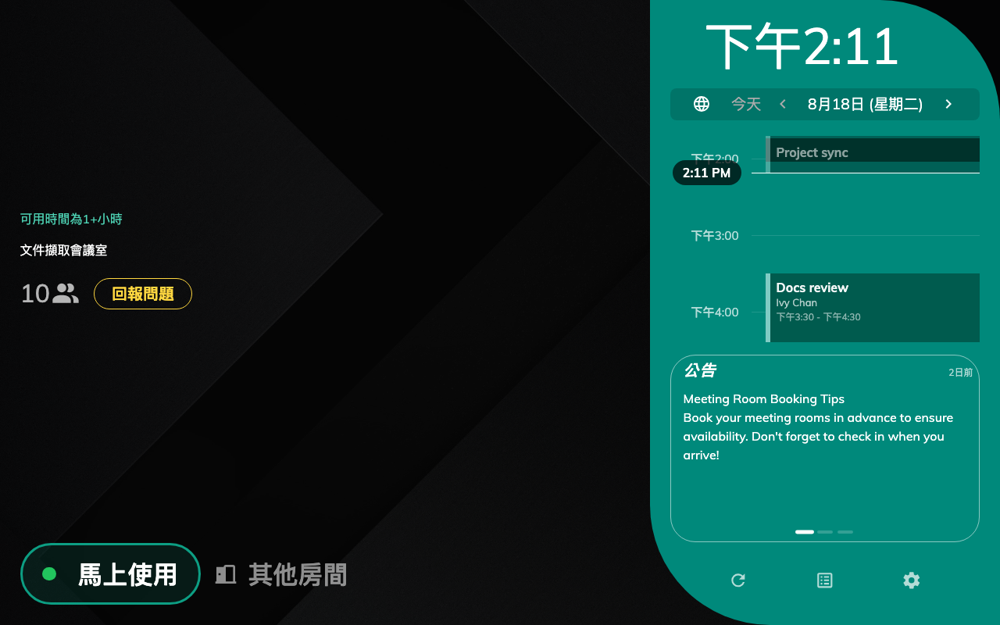 可用時間為1+小時
文件擷取會議室
10
回報問題
馬上使用
其他房間
下午2:11
今天
8月18日 (星期二)
下午2:00
Project sync
2:11 PM
下午3:00
Docs review
Ivy Chan
下午3:30 - 下午4:30
下午4:00
公告
2日前
Meeting Room Booking Tips
Book your meeting rooms in advance to ensure
availability. Don't forget to check in when you
arrive!